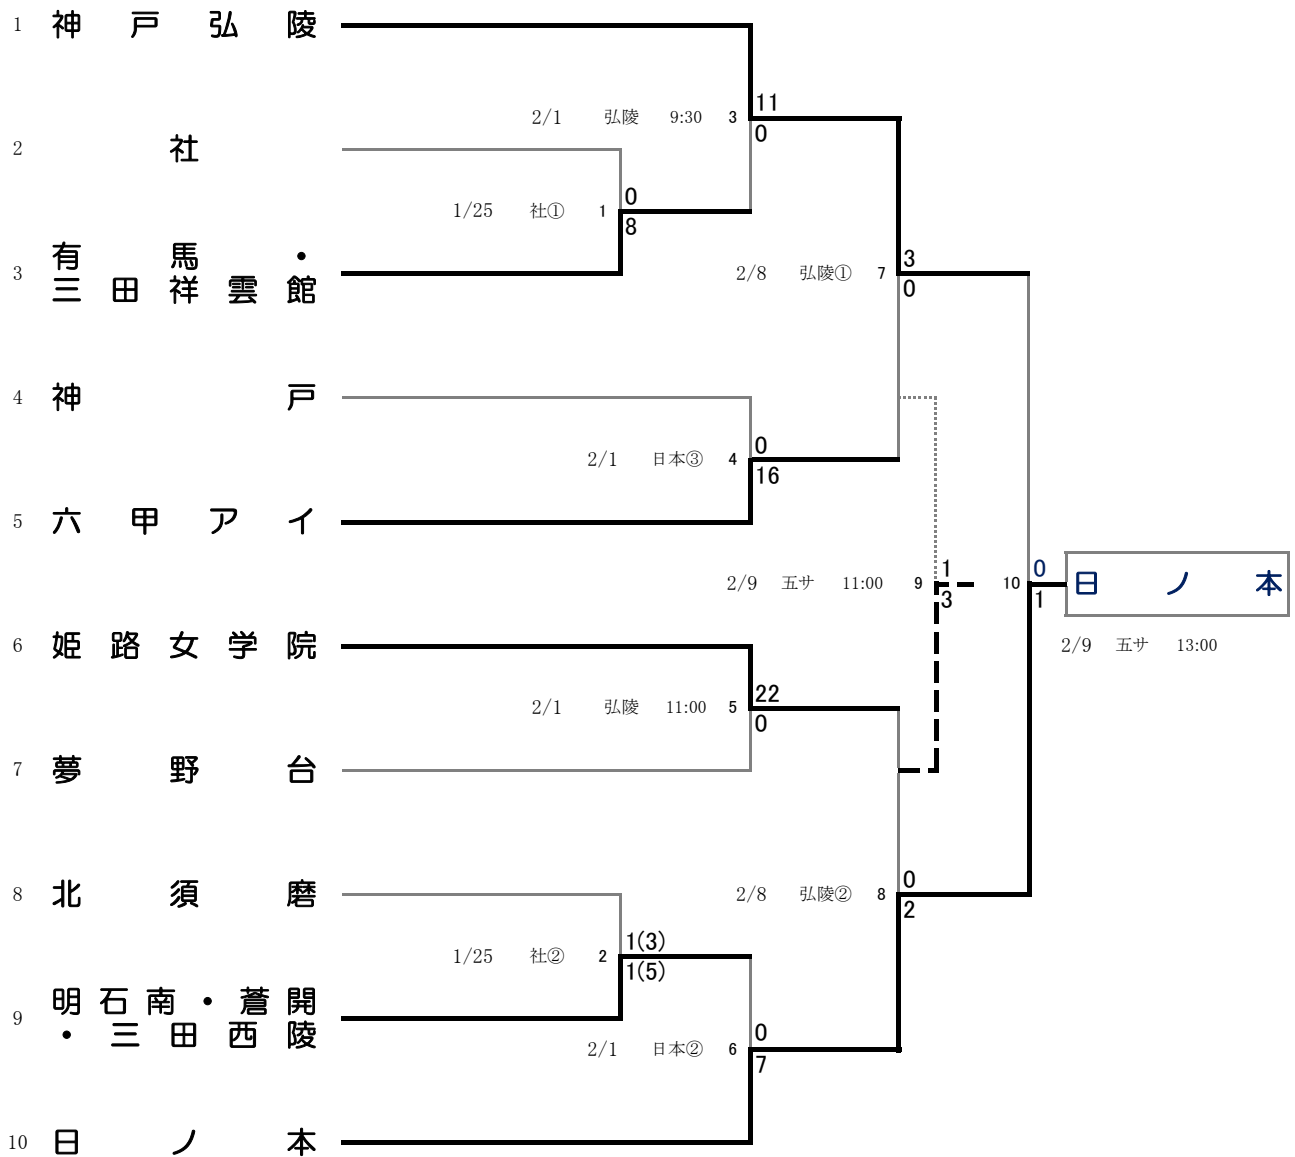 1 神戸弘陵
11
2/1 弘陵 9:30 3
0
2 社
0
1/25 社① 1
8
3 有馬・
三田祥雲館
3
2/8 弘陵① 7
0
4 神戸
0
2/1 日本③ 4
16
5 六甲アイ
1
2/9 五サ 11:00 9
3
0
10
1
日ノ本
2/9 五サ 13:00
6 姫路女学院
22
2/1 弘陵 11:00 5
0
7 夢野台
0
2/8 弘陵② 8
2
8 北須磨
1(3)
1/25 社② 2
1(5)
9 明石南・蒼開
・三田西陵
0
2/1 日本② 6
7
10 日ノ本